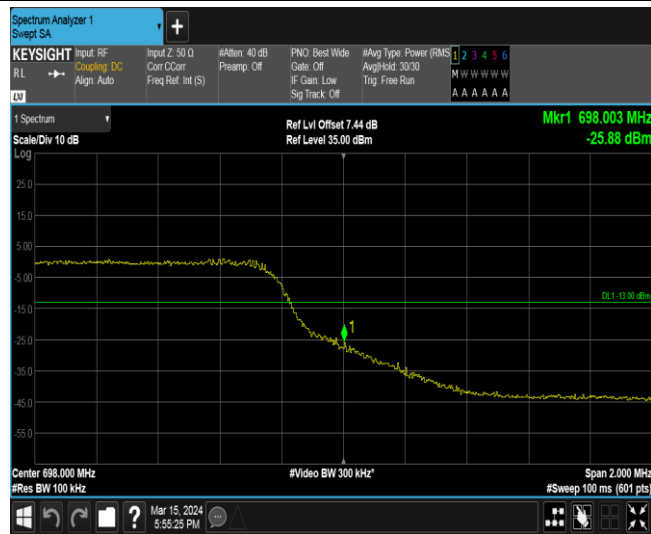 Spectrum Analyzer 1
Swept SA
+
KEYSIGHT
RL
Input: RF
Coupling: DC
Align: Auto
Input Z: 50 Ω
Corr CCorr
Freq Ref: Int (S)
#Atten: 40 dB
Preamp: Off
PNO: Best Wide
Gate: Off
IF Gain: Low
Sig Track: Off
#Avg Type: Power (RMS
Avg|Hold: 30/30
Trig: Free Run
1 2 3 4 5 6
M W W W W W
A A A A A A
LXI
1 Spectrum
Scale/Div 10 dB
Ref Lvl Offset 7.44 dB
Ref Level 35.00 dBm
Mkr1 698.003 MHz
-25.88 dBm
Log
25.0
15.0
5.00
-5.00
DL1 -13.00 dBm
-15.0
1
-25.0
-35.0
-45.0
-55.0
Center 698.000 MHz
#Video BW 300 kHz*
Span 2.000 MHz
#Res BW 100 kHz
#Sweep 100 ms (601 pts)
?
Mar 15, 2024
5:55:25 PM